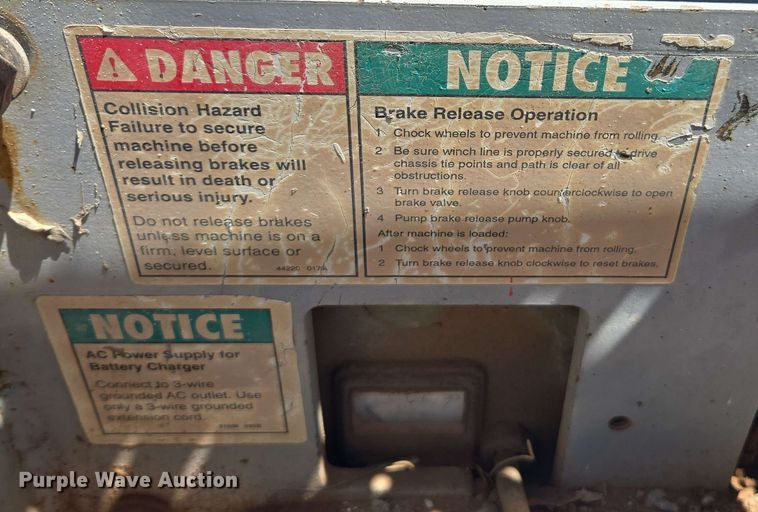 DANGER
Collision Hazard
Failure to secure
machine before
releasing brakes will
result in death or
serious injury.
Do not release brakes
unless machine is on a
firm, level surface or
secured.
44220
NOTICE
Brake Release Operation
1 Chock wheels to prevent machine from rolling.
2 Be sure winch line is properly secured to drive
chassis tie points and path is clear of all
obstructions.
3 Turn brake release knob counterclockwise to open
brake valve.
4 Pump brake release pump knob.
After machine is loaded:
1 Chock wheels to prevent machine from rolling.
2 Turn brake release knob clockwise to reset brakes.
NOTICE
AC Power Supply for
Battery Charger
Connect to 3-wire
grounded AC outlet. Use
only a 3-wire grounded
extension cord.
Purple Wave Auction